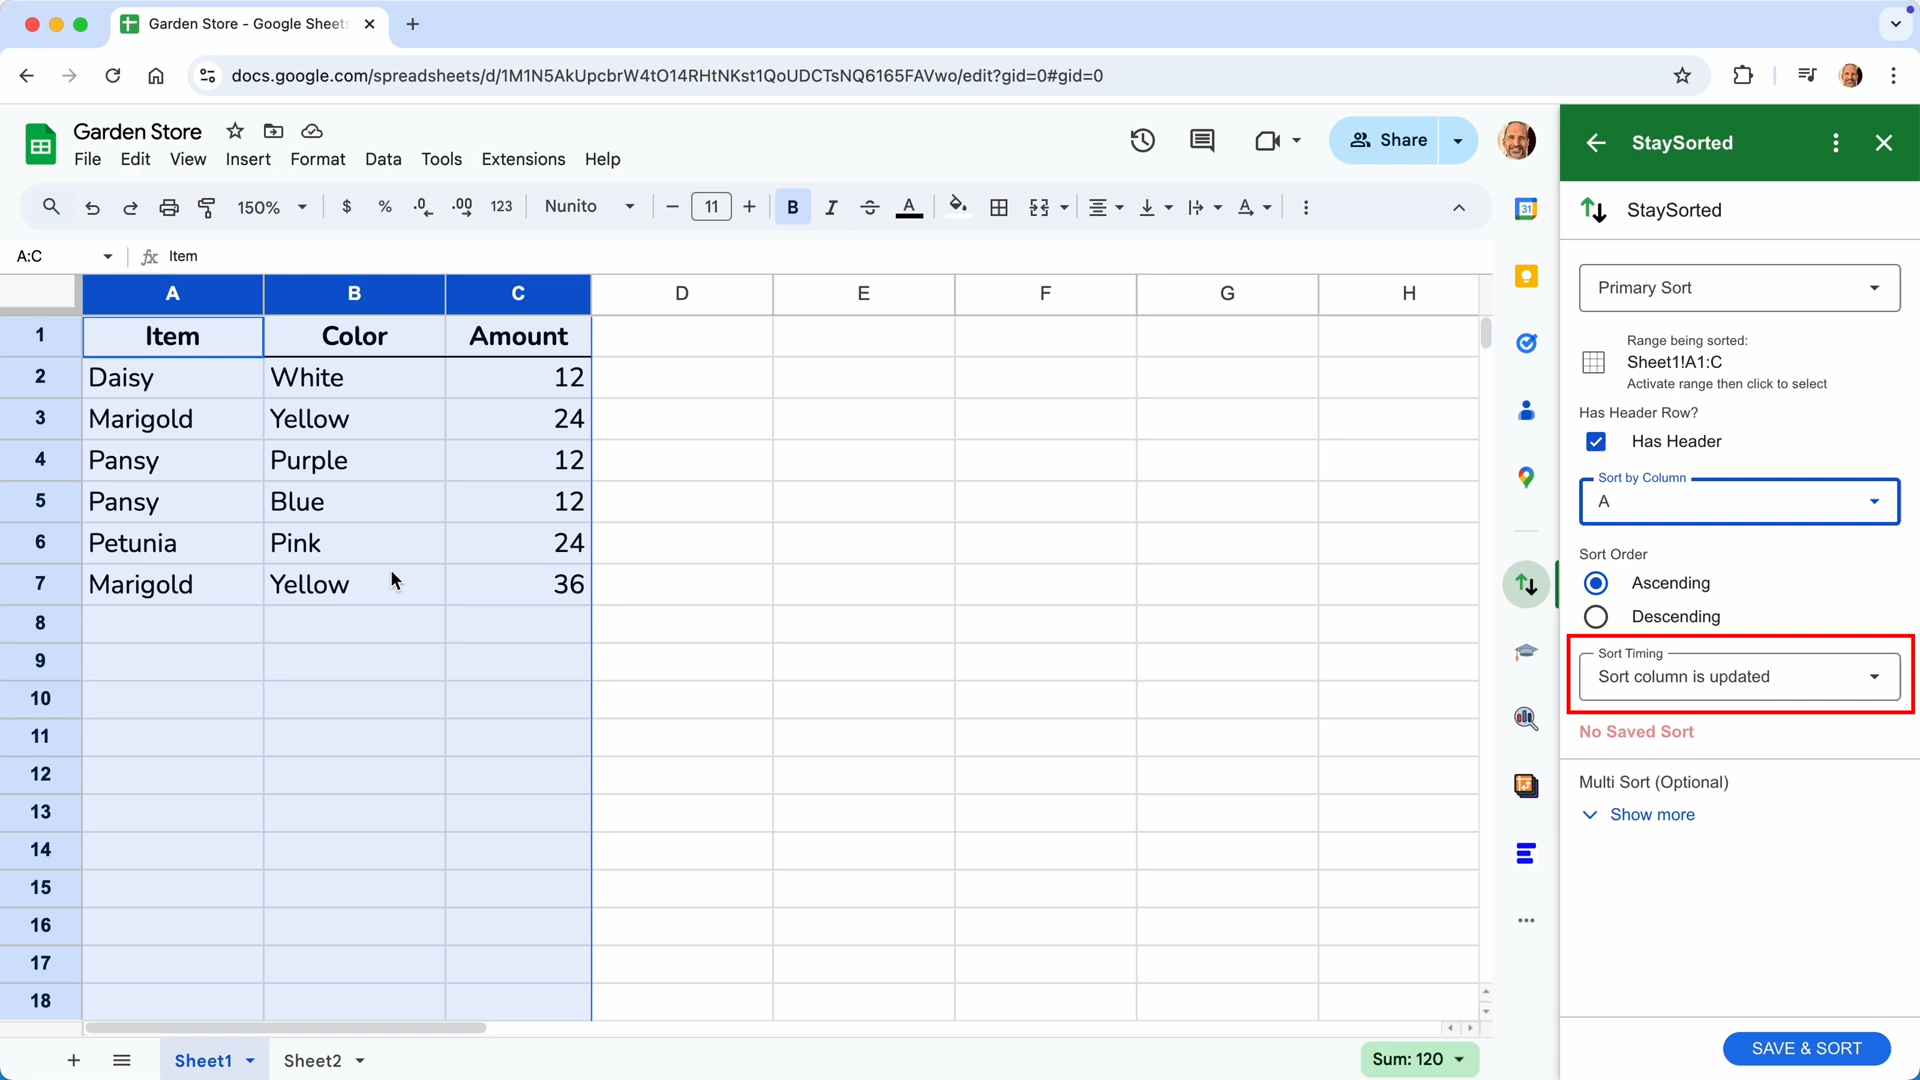 Garden Store - Google Sheets
docs.google.com/spreadsheets/d/1M1N5AkUpcbrW4tO14RHtNKst1QoUDCTsNQ6165FAVwo/edit?gid=0#gid=0
Garden Store
File Edit View Insert Format Data Tools Extensions Help
Share
StaySorted
150% $ % .0 .00 123 Nunito 11 B I A
31
StaySorted
A:C fx Item
A B C D E F G H
1 Item Color Amount
2 Daisy White 12
3 Marigold Yellow 24
4 Pansy Purple 12
5 Pansy Blue 12
6 Petunia Pink 24
7 Marigold Yellow 36
8
9
10
11
12
13
14
15
16
17
18
Primary Sort
Range being sorted:
Sheet1!A1:C
Activate range then click to select
Has Header Row?
Has Header
Sort by Column
A
Sort Order
Ascending
Descending
Sort Timing
Sort column is updated
No Saved Sort
Multi Sort (Optional)
Show more
SAVE & SORT
Sheet1 Sheet2
Sum: 120